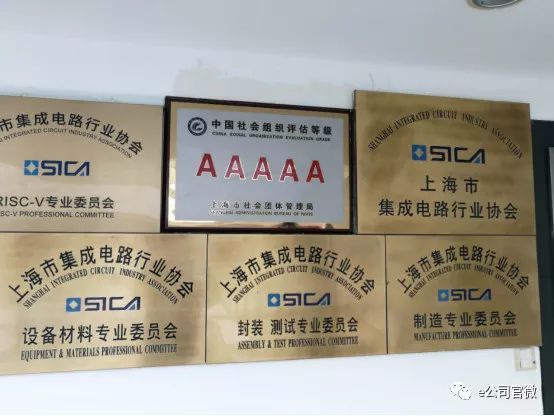 市集成电路行业协会
INTEGRATED CIRCUIT INDUSTRY ASSOCIATION
SICA
RISC-V专业委员会
SC-V PROFESSIONAL COMMITTEE
中国社会组织评估等级
CHINA SOCIAL ORGANIZATION EVALUATION GRADE
AAAAA
上海市社会团体管理局
SHANGHAI ADMINISTRATION BUREAU OF NGOS
SHANGHAI INTEGRATED CIRCUIT INDUSTRY ASSOCIATION
SICA
上海市
集成电路行业协会
上海市集成电路行业协会
SHANGHAI INTEGRATED CIRCUIT INDUSTRY ASSOCIATION
SICA
设备材料专业委员会
EQUIPMENT & MATERIALS PROFESSIONAL COMMITTEE
上海市集成电路行业协会
SHANGHAI INTEGRATED CIRCUIT INDUSTRY ASSOCIATION
SICA
封装 测试专业委员会
ASSEMBLY & TEST PROFESSIONAL COMMITTEE
上海市集成电路行业协会
SHANGHAI INTEGRATED CIRCUIT INDUSTRY ASSOCIATION
SICA
制造专业委员会
MANUFACTURE PROFESSIONAL COMMITTEE
e公司官微